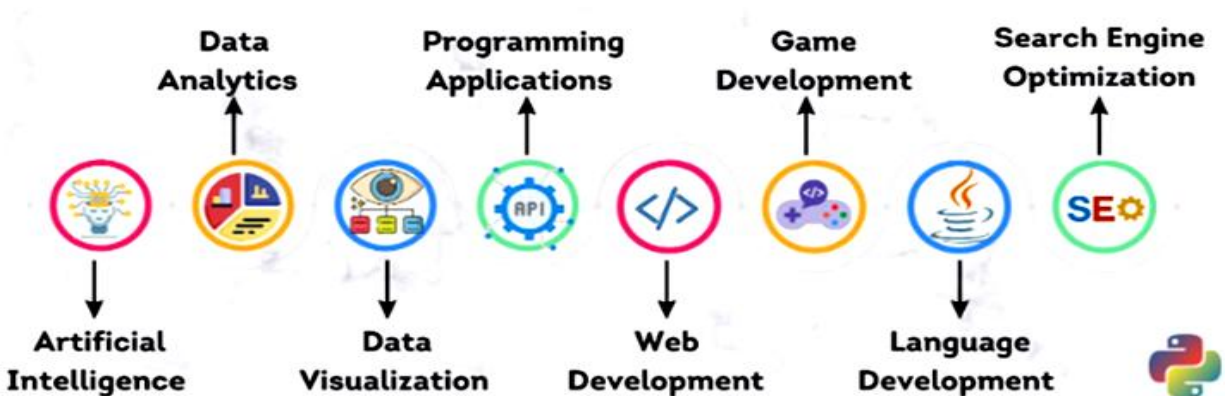 Data
Analytics
Programming
Applications
Game
Development
Search Engine
Optimization
API
</>
</>
SEO
Artificial
Intelligence
Data
Visualization
Web
Development
Language
Development